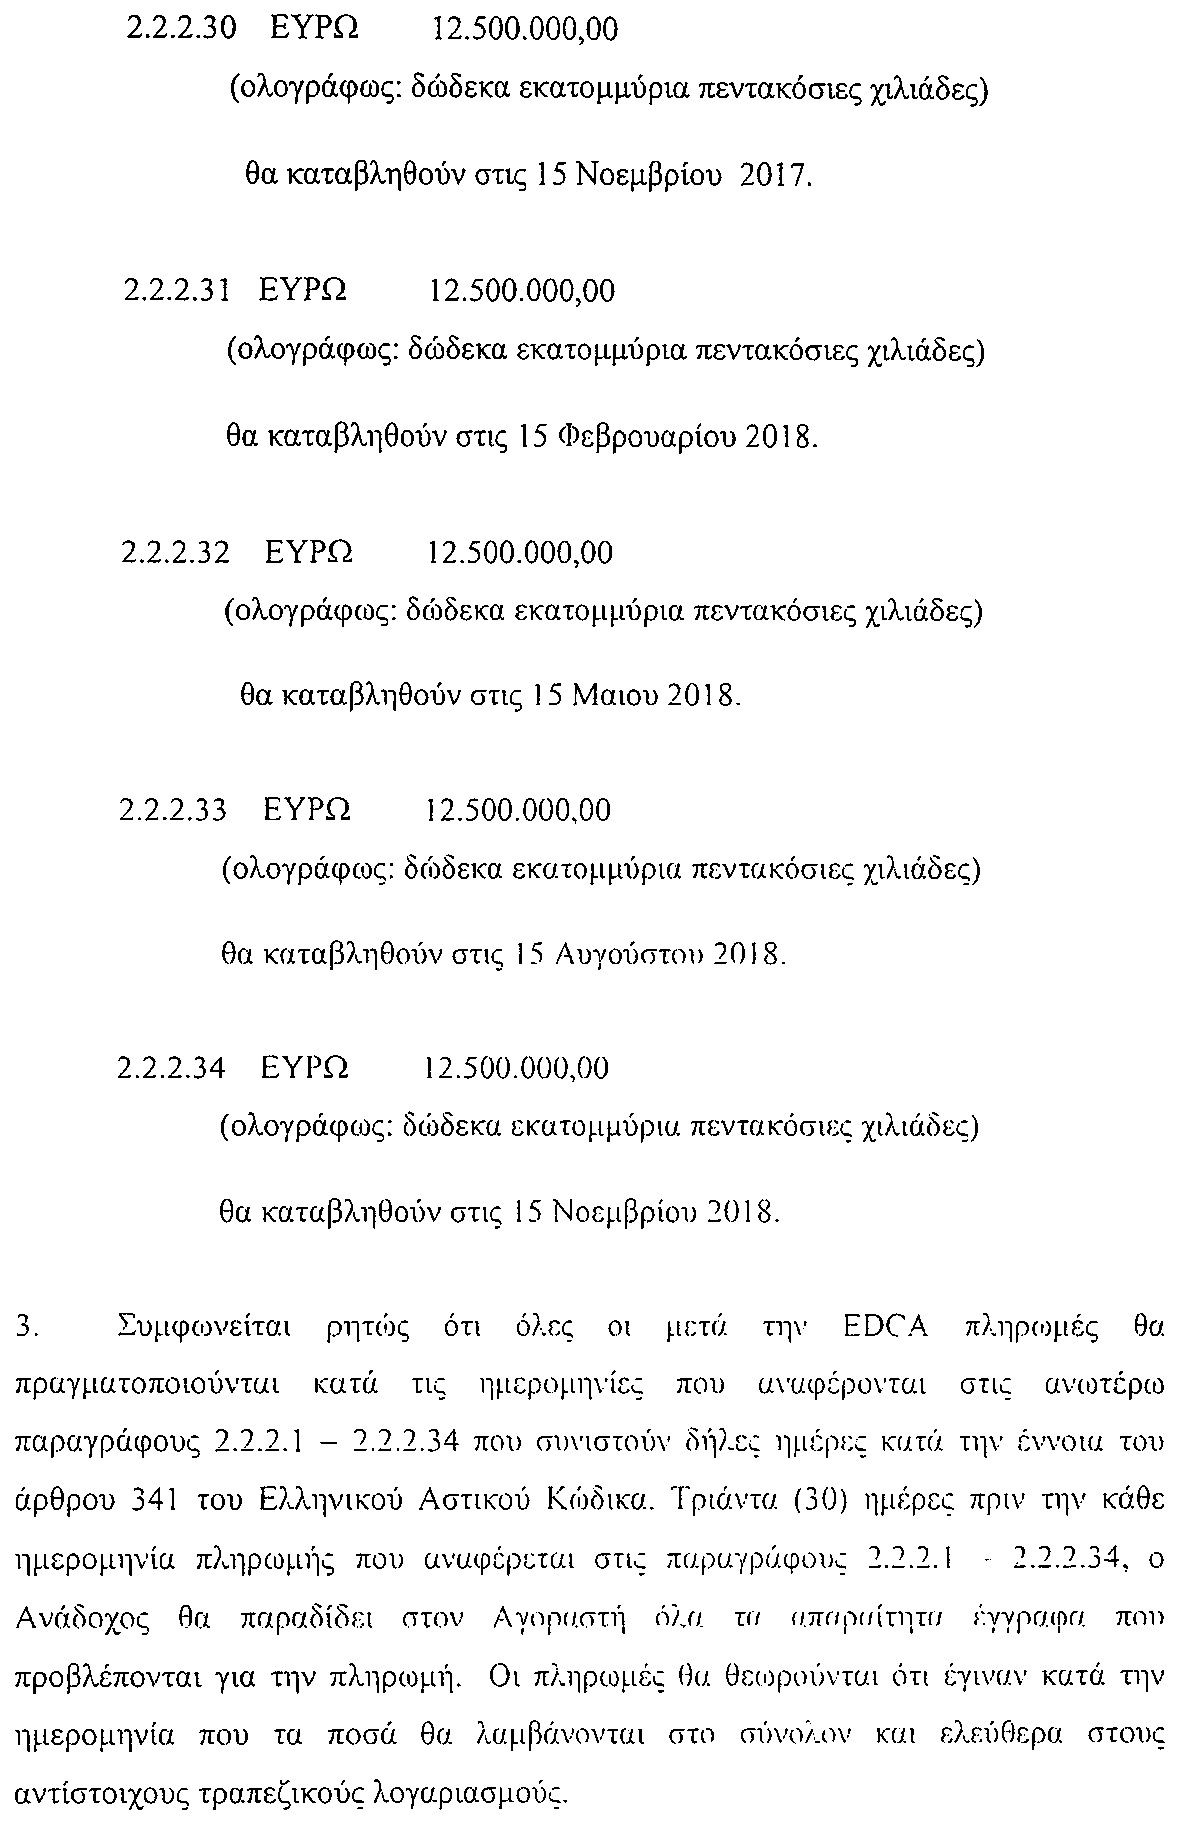 2.2.2.30 ΕΥΡΩ 12.500.000,00
(ολογράφως: δώδεκα εκατομμύρια πεντακόσιες χιλιάδες)
θα καταβληθούν στις 15 Νοεμβρίου 2017.
2.2.2.31 ΕΥΡΩ 12.500.000,00
(ολογράφως: δώδεκα εκατομμύρια πεντακόσιες χιλιάδες)
θα καταβληθούν στις 15 Φεβρουαρίου 2018.
2.2.2.32 ΕΥΡΩ 12.500.000,00
(ολογράφως: δώδεκα εκατομμύρια πεντακόσιες χιλιάδες)
θα καταβληθούν στις 15 Μαιου 2018.
2.2.2.33 ΕΥΡΩ 12.500.000,00
(ολογράφως: δώδεκα εκατομμύρια πεντακόσιες χιλιάδες)
θα καταβληθούν στις 15 Αυγούστου 2018.
2.2.2.34 ΕΥΡΩ 12.500.000,00
(ολογράφως: δώδεκα εκατομμύρια πεντακόσιες χιλιάδες)
θα καταβληθούν στις 15 Νοεμβρίου 2018.
3. Συμφωνείται ρητώς ότι όλες οι μετά την EDCA πληρωμές θα
πραγματοποιούνται κατά τις ημερομηνίες που αναφέρονται στις ανωτέρω
παραγράφους 2.2.2.1 – 2.2.2.34 που συνιστούν δήλες ημέρες κατά την έννοια του
άρθρου 341 του Ελληνικού Αστικού Κώδικα. Τριάντα (30) ημέρες πριν την κάθε
ημερομηνία πληρωμής που αναφέρεται στις παραγράφους 2.2.2.1 - 2.2.2.34, ο
Ανάδοχος θα παραδίδει στον Αγοραστή όλα τα απαραίτητα έγγραφα που
προβλέπονται για την πληρωμή. Οι πληρωμές θα θεωρούνται ότι έγιναν κατά την
ημερομηνία που τα ποσά θα λαμβάνονται στο σύνολον και ελεύθερα στους
αντίστοιχους τραπεζικούς λογαριασμούς.